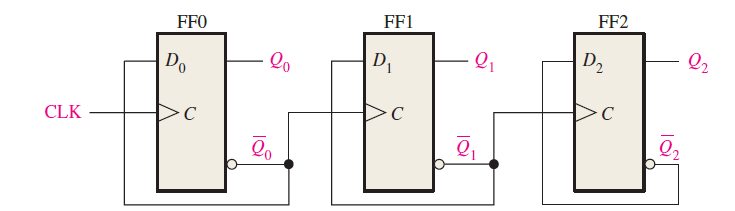 FF0 FF1 FF2
D₀ Q₀ D₁ Q₁ D₂ Q₂
CLK C C C
Q̅₀ Q̅₁ Q̅₂